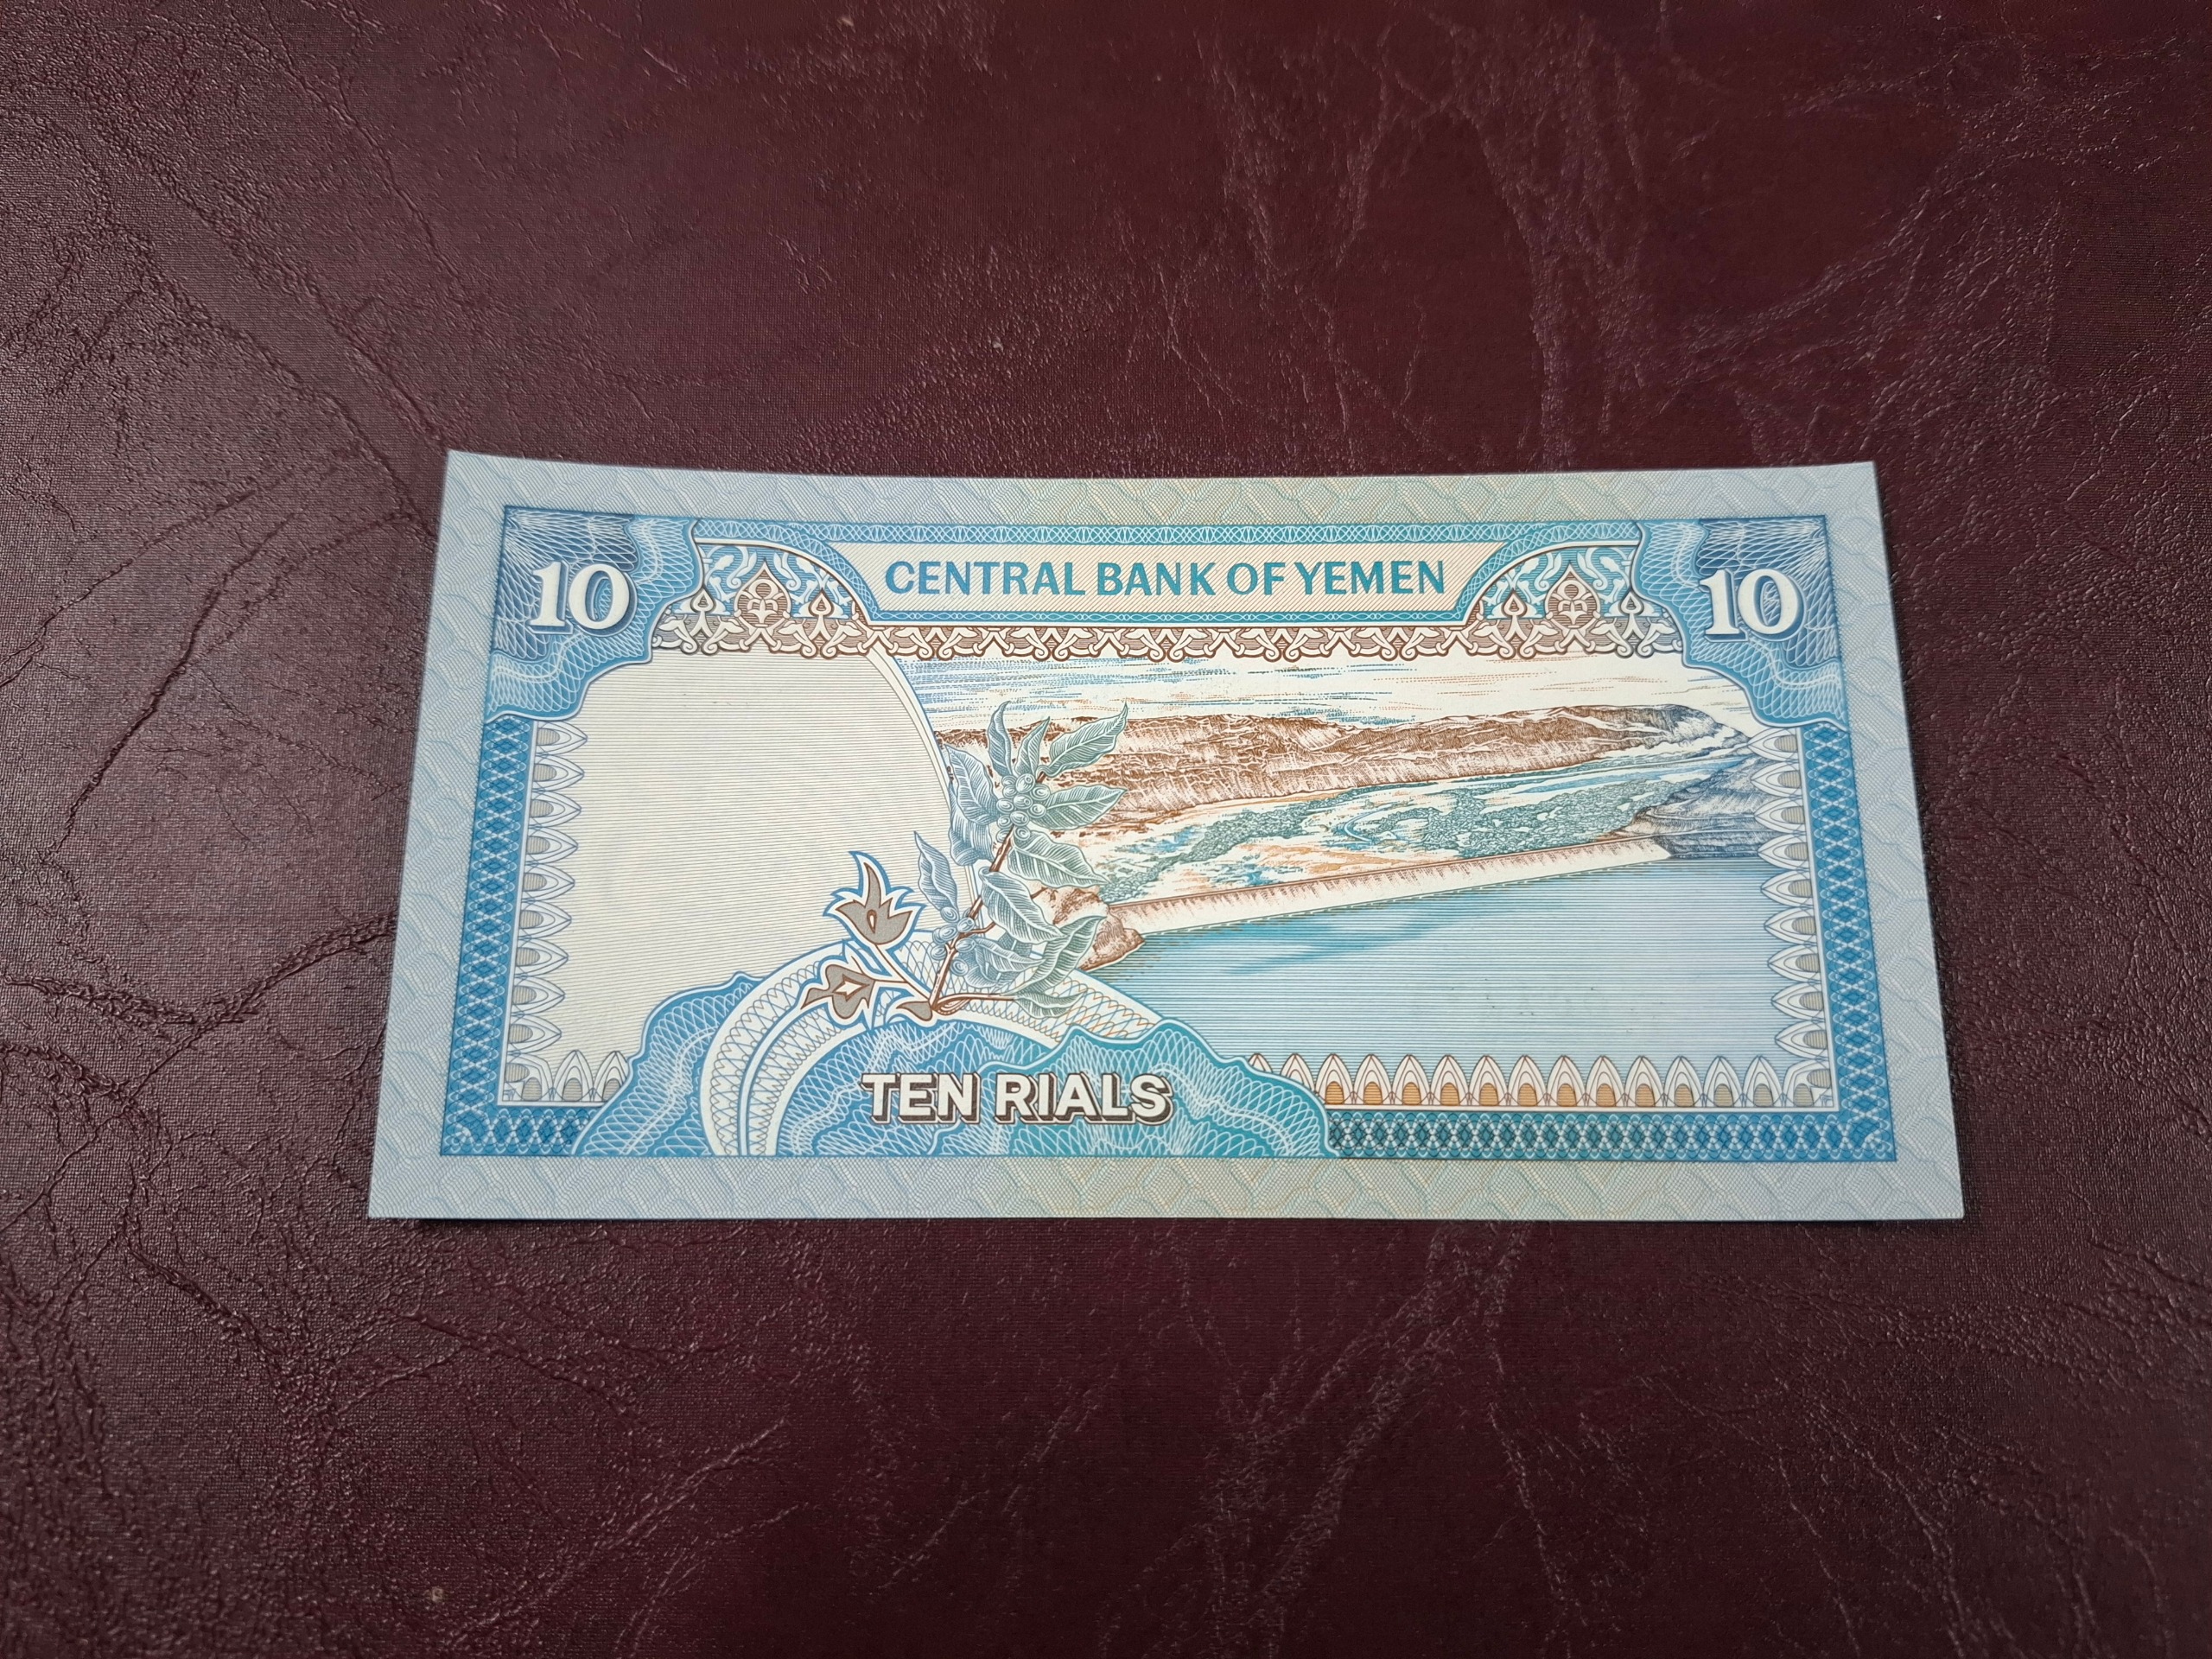 10
CENTRAL BANK OF YEMEN
10
TEN RIALS